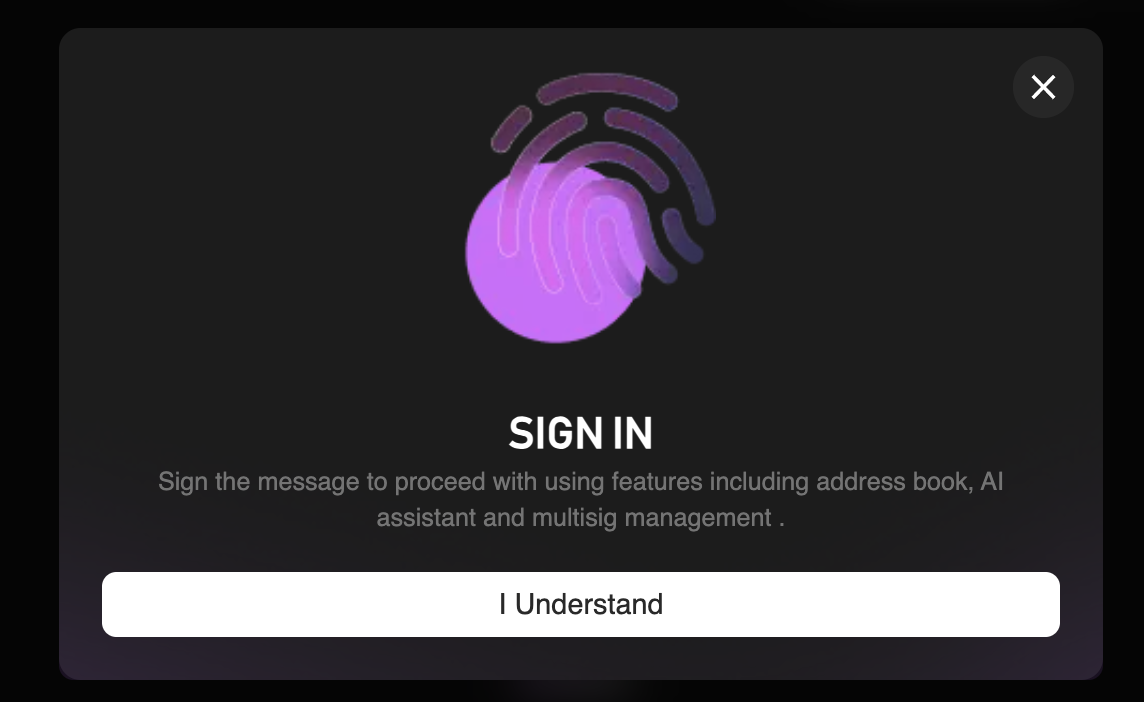 SIGN IN
Sign the message to proceed with using features including address book, AI
assistant and multisig management .
I Understand